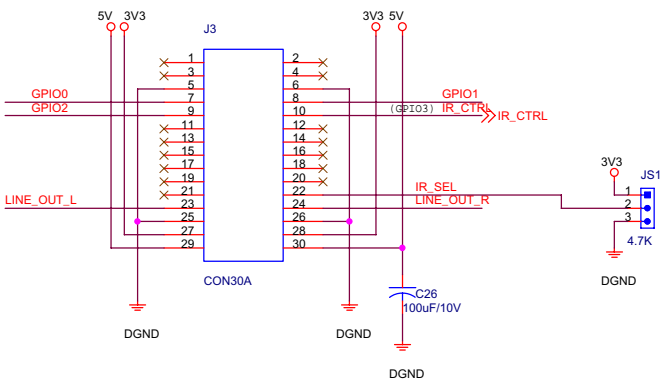 5V 3V3
J3
3V3 5V
1 2
3 4
5 6
GPIO0 7 8 GPIO1
GPIO2 9 10 (GPIO3) IR_CTRL IR_CTRL
11 12
13 14
15 16
17 18
19 20
21 22 IR_SEL
LINE_OUT_L 23 24 LINE_OUT_R
25 26
27 28
29 30
3V3
JS1
1
2
3
4.7K
DGND
CON30A
C26
100uF/10V
DGND
DGND
DGND